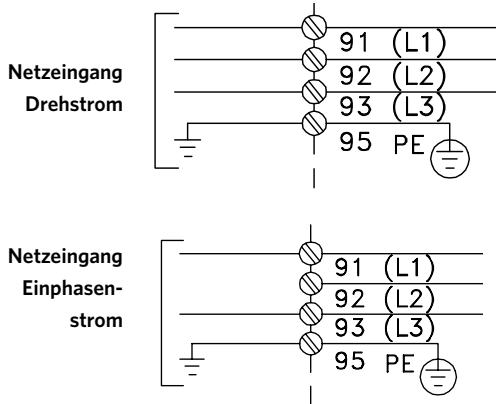 Netzeingang
Drehstrom
91 (L1)
92 (L2)
93 (L3)
95 PE
Netzeingang
Einphasen-
strom
91 (L1)
92 (L2)
93 (L3)
95 PE